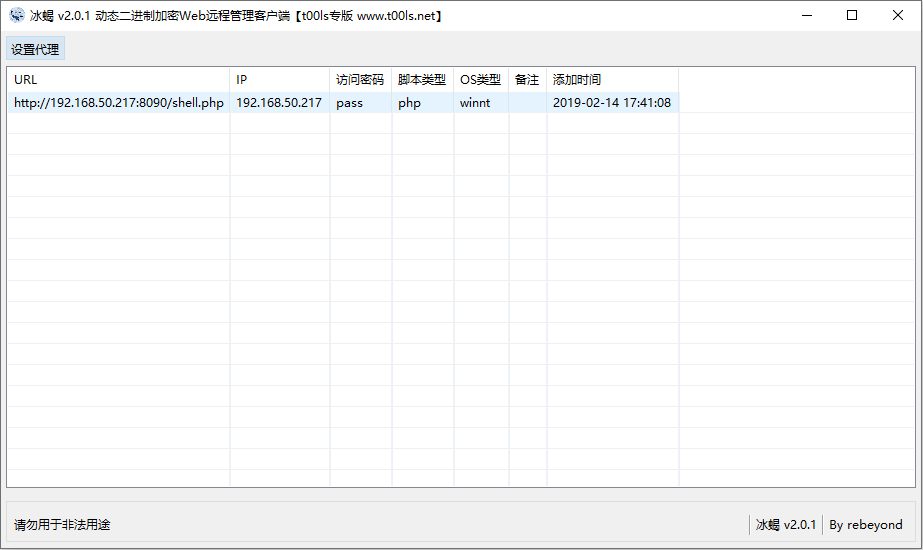 冰蝎 v2.0.1 动态二进制加密Web远程管理客户端【t00ls专版 www.t00ls.net】
设置代理
URL IP 访问密码 脚本类型 OS类型 备注 添加时间
http://192.168.50.217:8090/shell.php 192.168.50.217 pass php winnt 2019-02-14 17:41:08
请勿用于非法用途 冰蝎 v2.0.1 By rebeyond